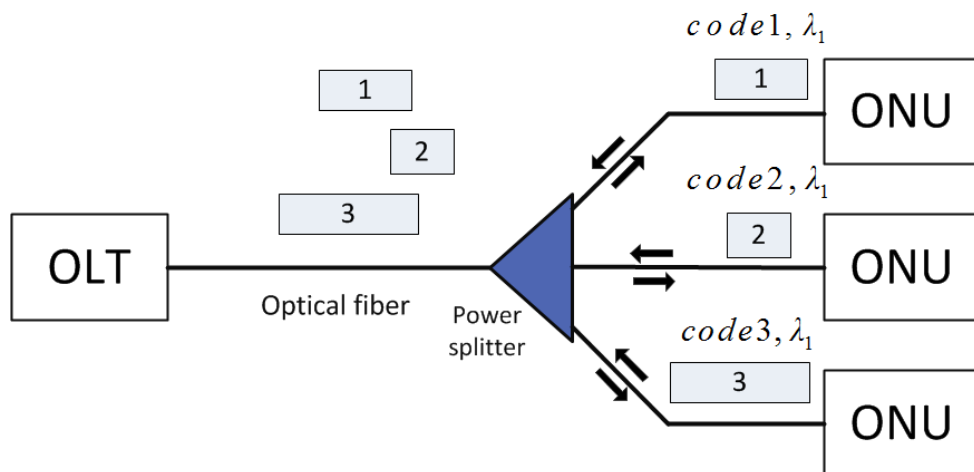 code1, λ1
1
1
ONU
2
3
code2, λ1
2
OLT
ONU
Optical fiber
Power
splitter
code3, λ1
3
ONU